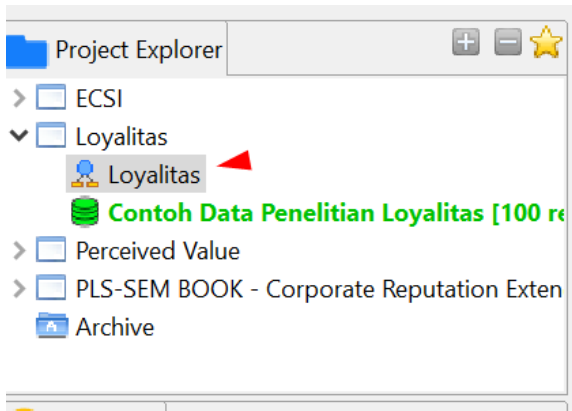 Project Explorer
ECSI
Loyalitas
Loyalitas
Contoh Data Penelitian Loyalitas [100 re
Perceived Value
PLS-SEM BOOK - Corporate Reputation Exten
Archive